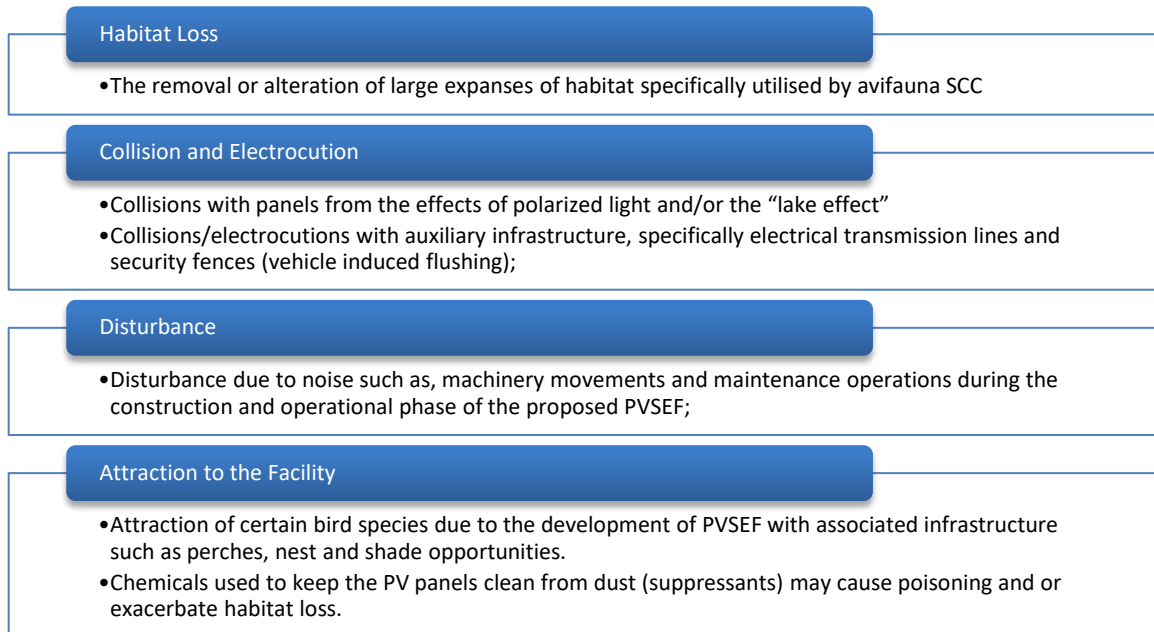 Habitat Loss
•The removal or alteration of large expanses of habitat specifically utilised by avifauna SCC
Collision and Electrocution
•Collisions with panels from the effects of polarized light and/or the “lake effect”
•Collisions/electrocutions with auxiliary infrastructure, specifically electrical transmission lines and
security fences (vehicle induced flushing);
Disturbance
•Disturbance due to noise such as, machinery movements and maintenance operations during the
construction and operational phase of the proposed PVSEF;
Attraction to the Facility
•Attraction of certain bird species due to the development of PVSEF with associated infrastructure
such as perches, nest and shade opportunities.
•Chemicals used to keep the PV panels clean from dust (suppressants) may cause poisoning and or
exacerbate habitat loss.